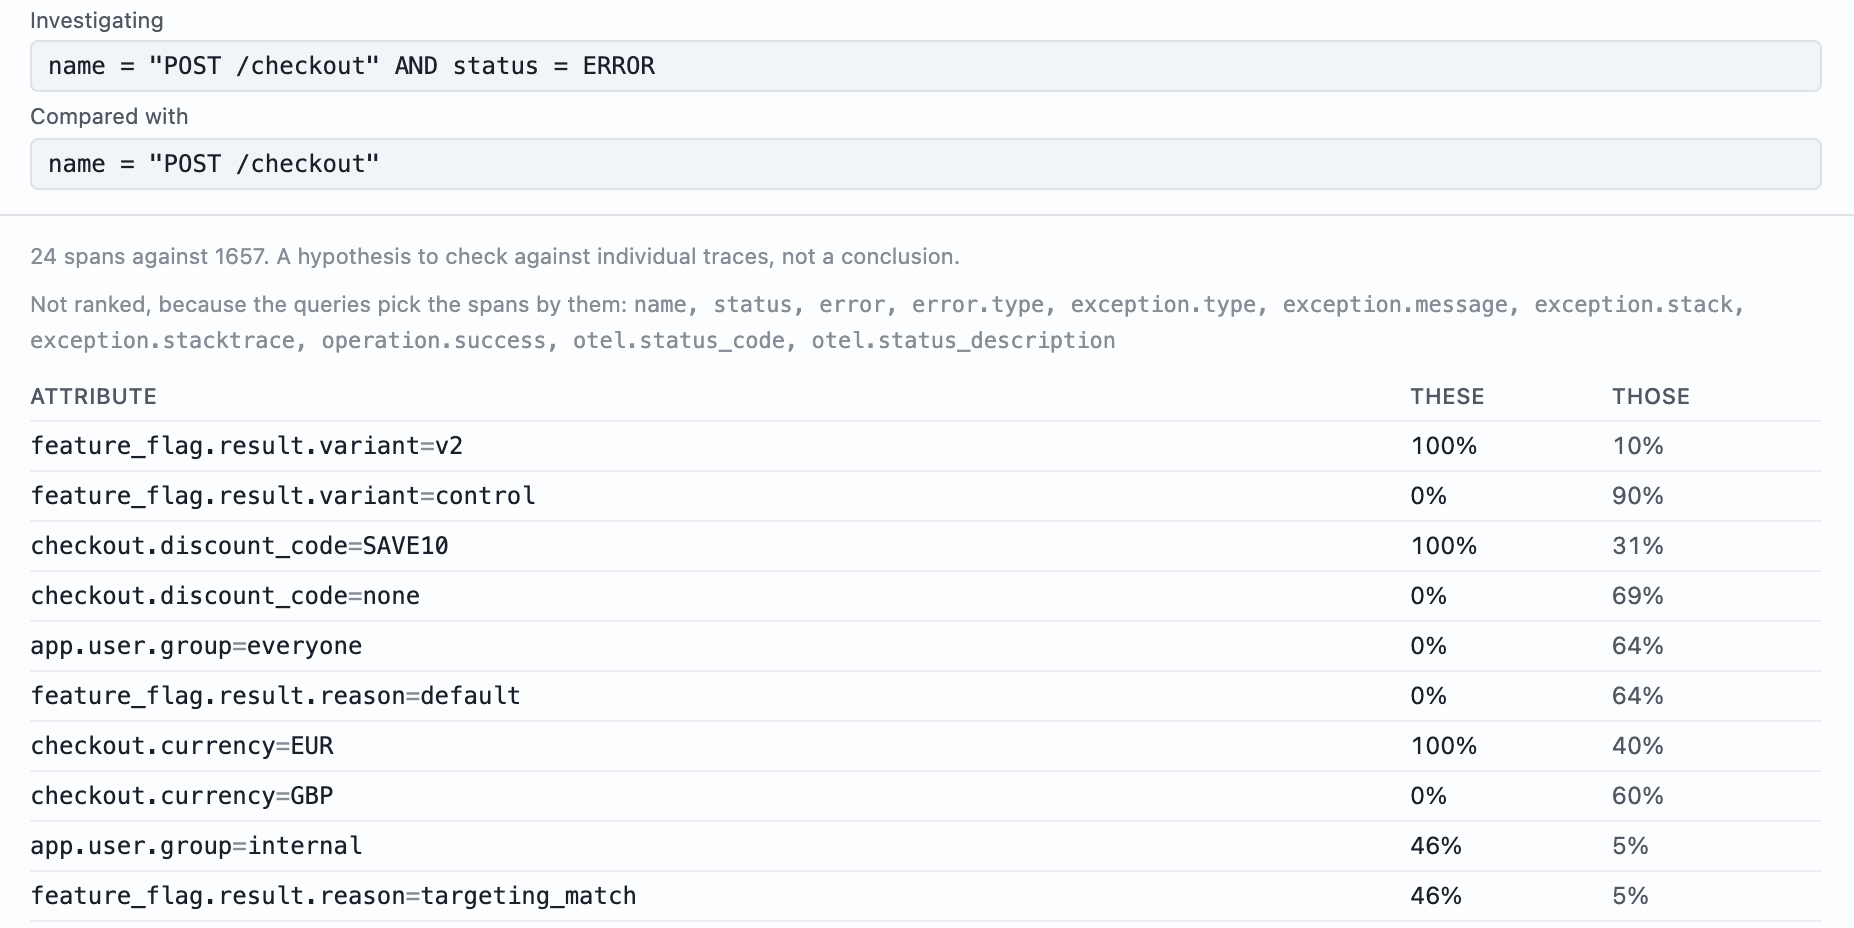 Investigating
name = "POST /checkout" AND status = ERROR
Compared with
name = "POST /checkout"
24 spans against 1657. A hypothesis to check against individual traces, not a conclusion.
Not ranked, because the queries pick the spans by them: name, status, error, error.type, exception.type, exception.message, exception.stack,
exception.stacktrace, operation.success, otel.status_code, otel.status_description
ATTRIBUTE THESE THOSE
feature_flag.result.variant=v2 100% 10%
feature_flag.result.variant=control 0% 90%
checkout.discount_code=SAVE10 100% 31%
checkout.discount_code=none 0% 69%
app.user.group=everyone 0% 64%
feature_flag.result.reason=default 0% 64%
checkout.currency=EUR 100% 40%
checkout.currency=GBP 0% 60%
app.user.group=internal 46% 5%
feature_flag.result.reason=targeting_match 46% 5%